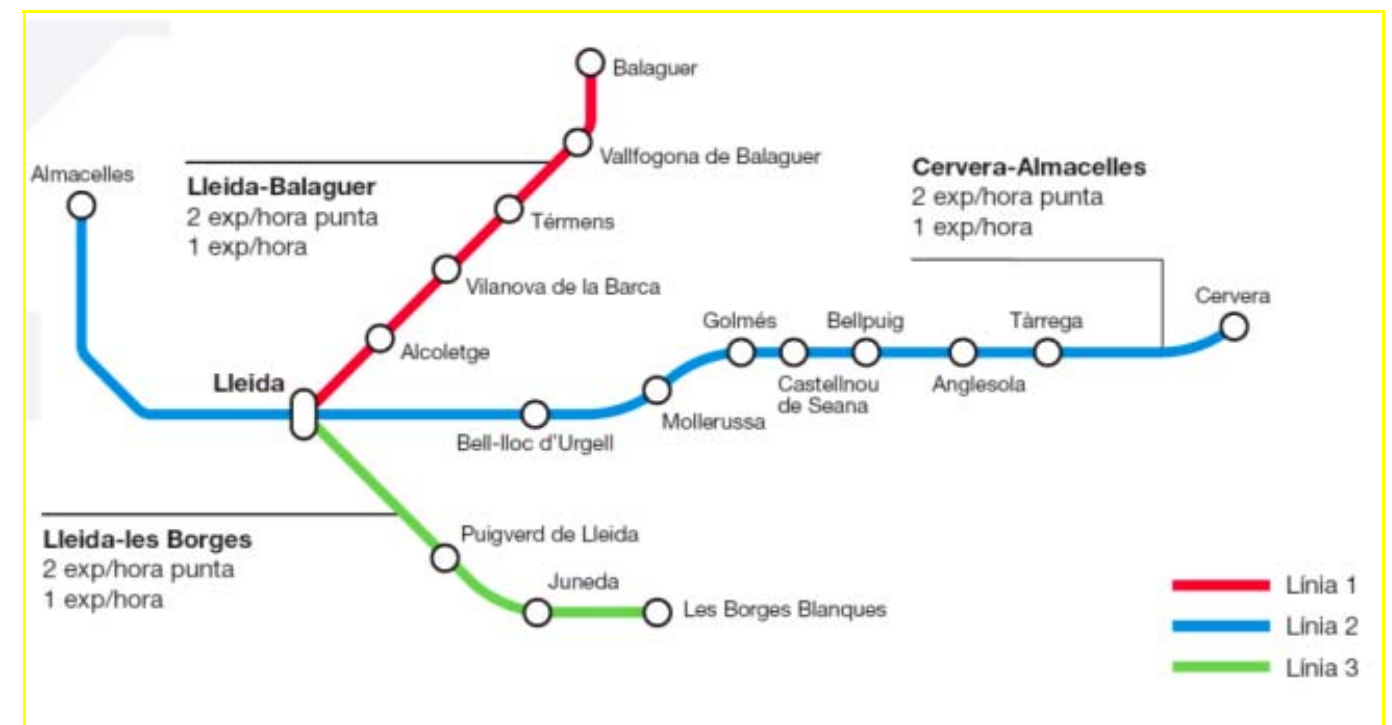 Balaguer
Vallfogona de Balaguer
Almacelles
Lleida-Balaguer
2 exp/hora punta
1 exp/hora
Cervera-Almacelles
2 exp/hora punta
1 exp/hora
Térmens
Vilanova de la Barca
Cervera
Golmés
Bellpuig
Tàrrega
Alcoletge
Lleida
Castellnou
de Seana
Anglesola
Mollerussa
Bell-lloc d'Urgell
Lleida-les Borges
2 exp/hora punta
1 exp/hora
Puigverd de Lleida
Juneda
Les Borges Blanques
Línia 1
Línia 2
Línia 3